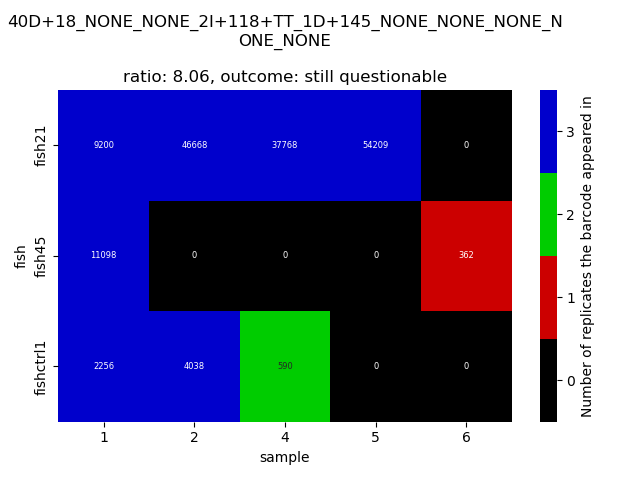 40D+18_NONE_NONE_2I+118+TT_1D+145_NONE_NONE_NONE_N
ONE_NONE
ratio: 8.06, outcome: still questionable
fish21
9200 46668 37768 54209 0
fish45
11098 0 0 0 362
fishctrl1
2256 4038 590 0 0
fish
1 2 4 5 6
sample
3
2
1
0
Number of replicates the barcode appeared in